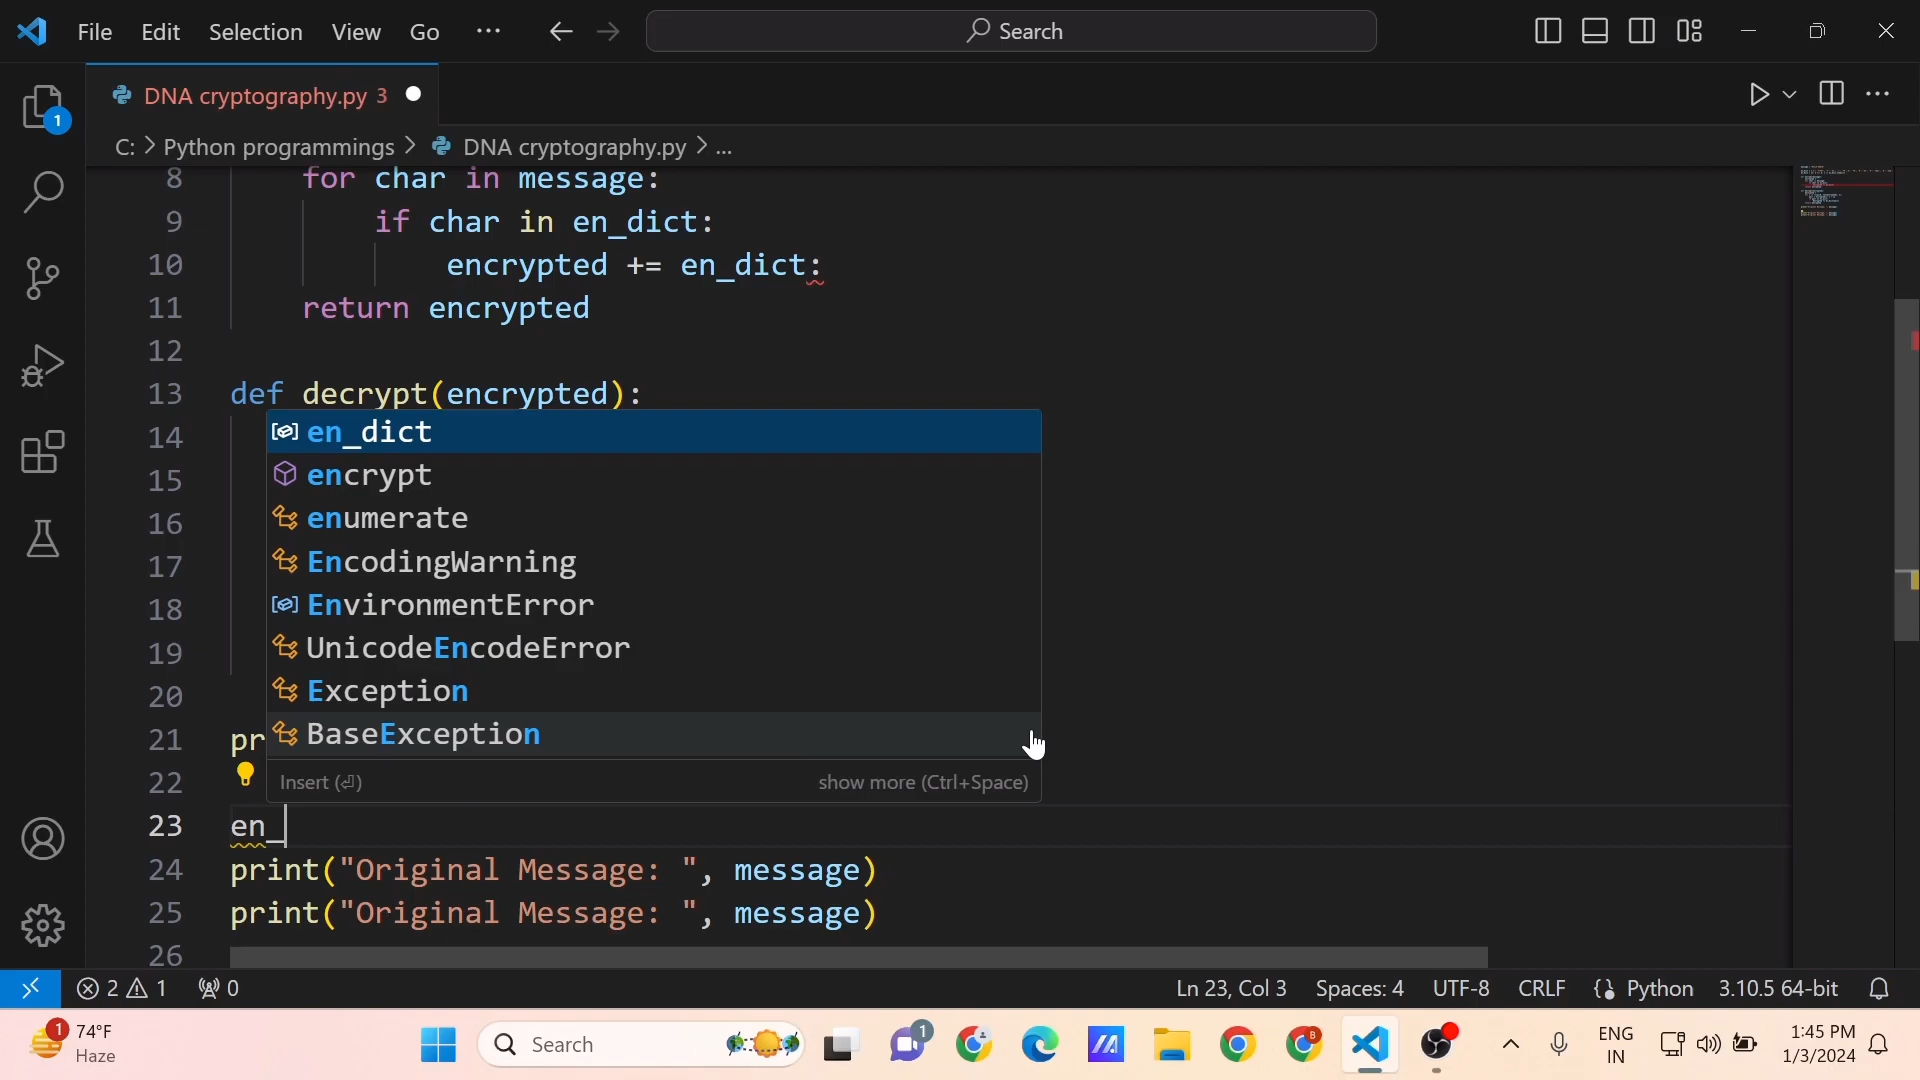 File Edit Selection View Go ··· Search
DNA cryptography.py 3
1
C: > Python programmings > DNA cryptography.py > ...
8 for char in message:
9 if char in en_dict:
10 encrypted += en_dict:
11 return encrypted
12
13 def decrypt(encrypted):
14 en_dict
15 encrypt
16 enumerate
17 EncodingWarning
18 EnvironmentError
19 UnicodeEncodeError
20 Exception
21 pr BaseException
22 Insert show more (Ctrl+Space)
23 en_
24 print("Original Message: ", message)
25 print("Original Message: ", message)
26
2 1 0 Ln 23, Col 3 Spaces: 4 UTF-8 CRLF Python 3.10.5 64-bit
1 74°F
Haze
Search
1
B
ENG
IN
1:45 PM
1/3/2024